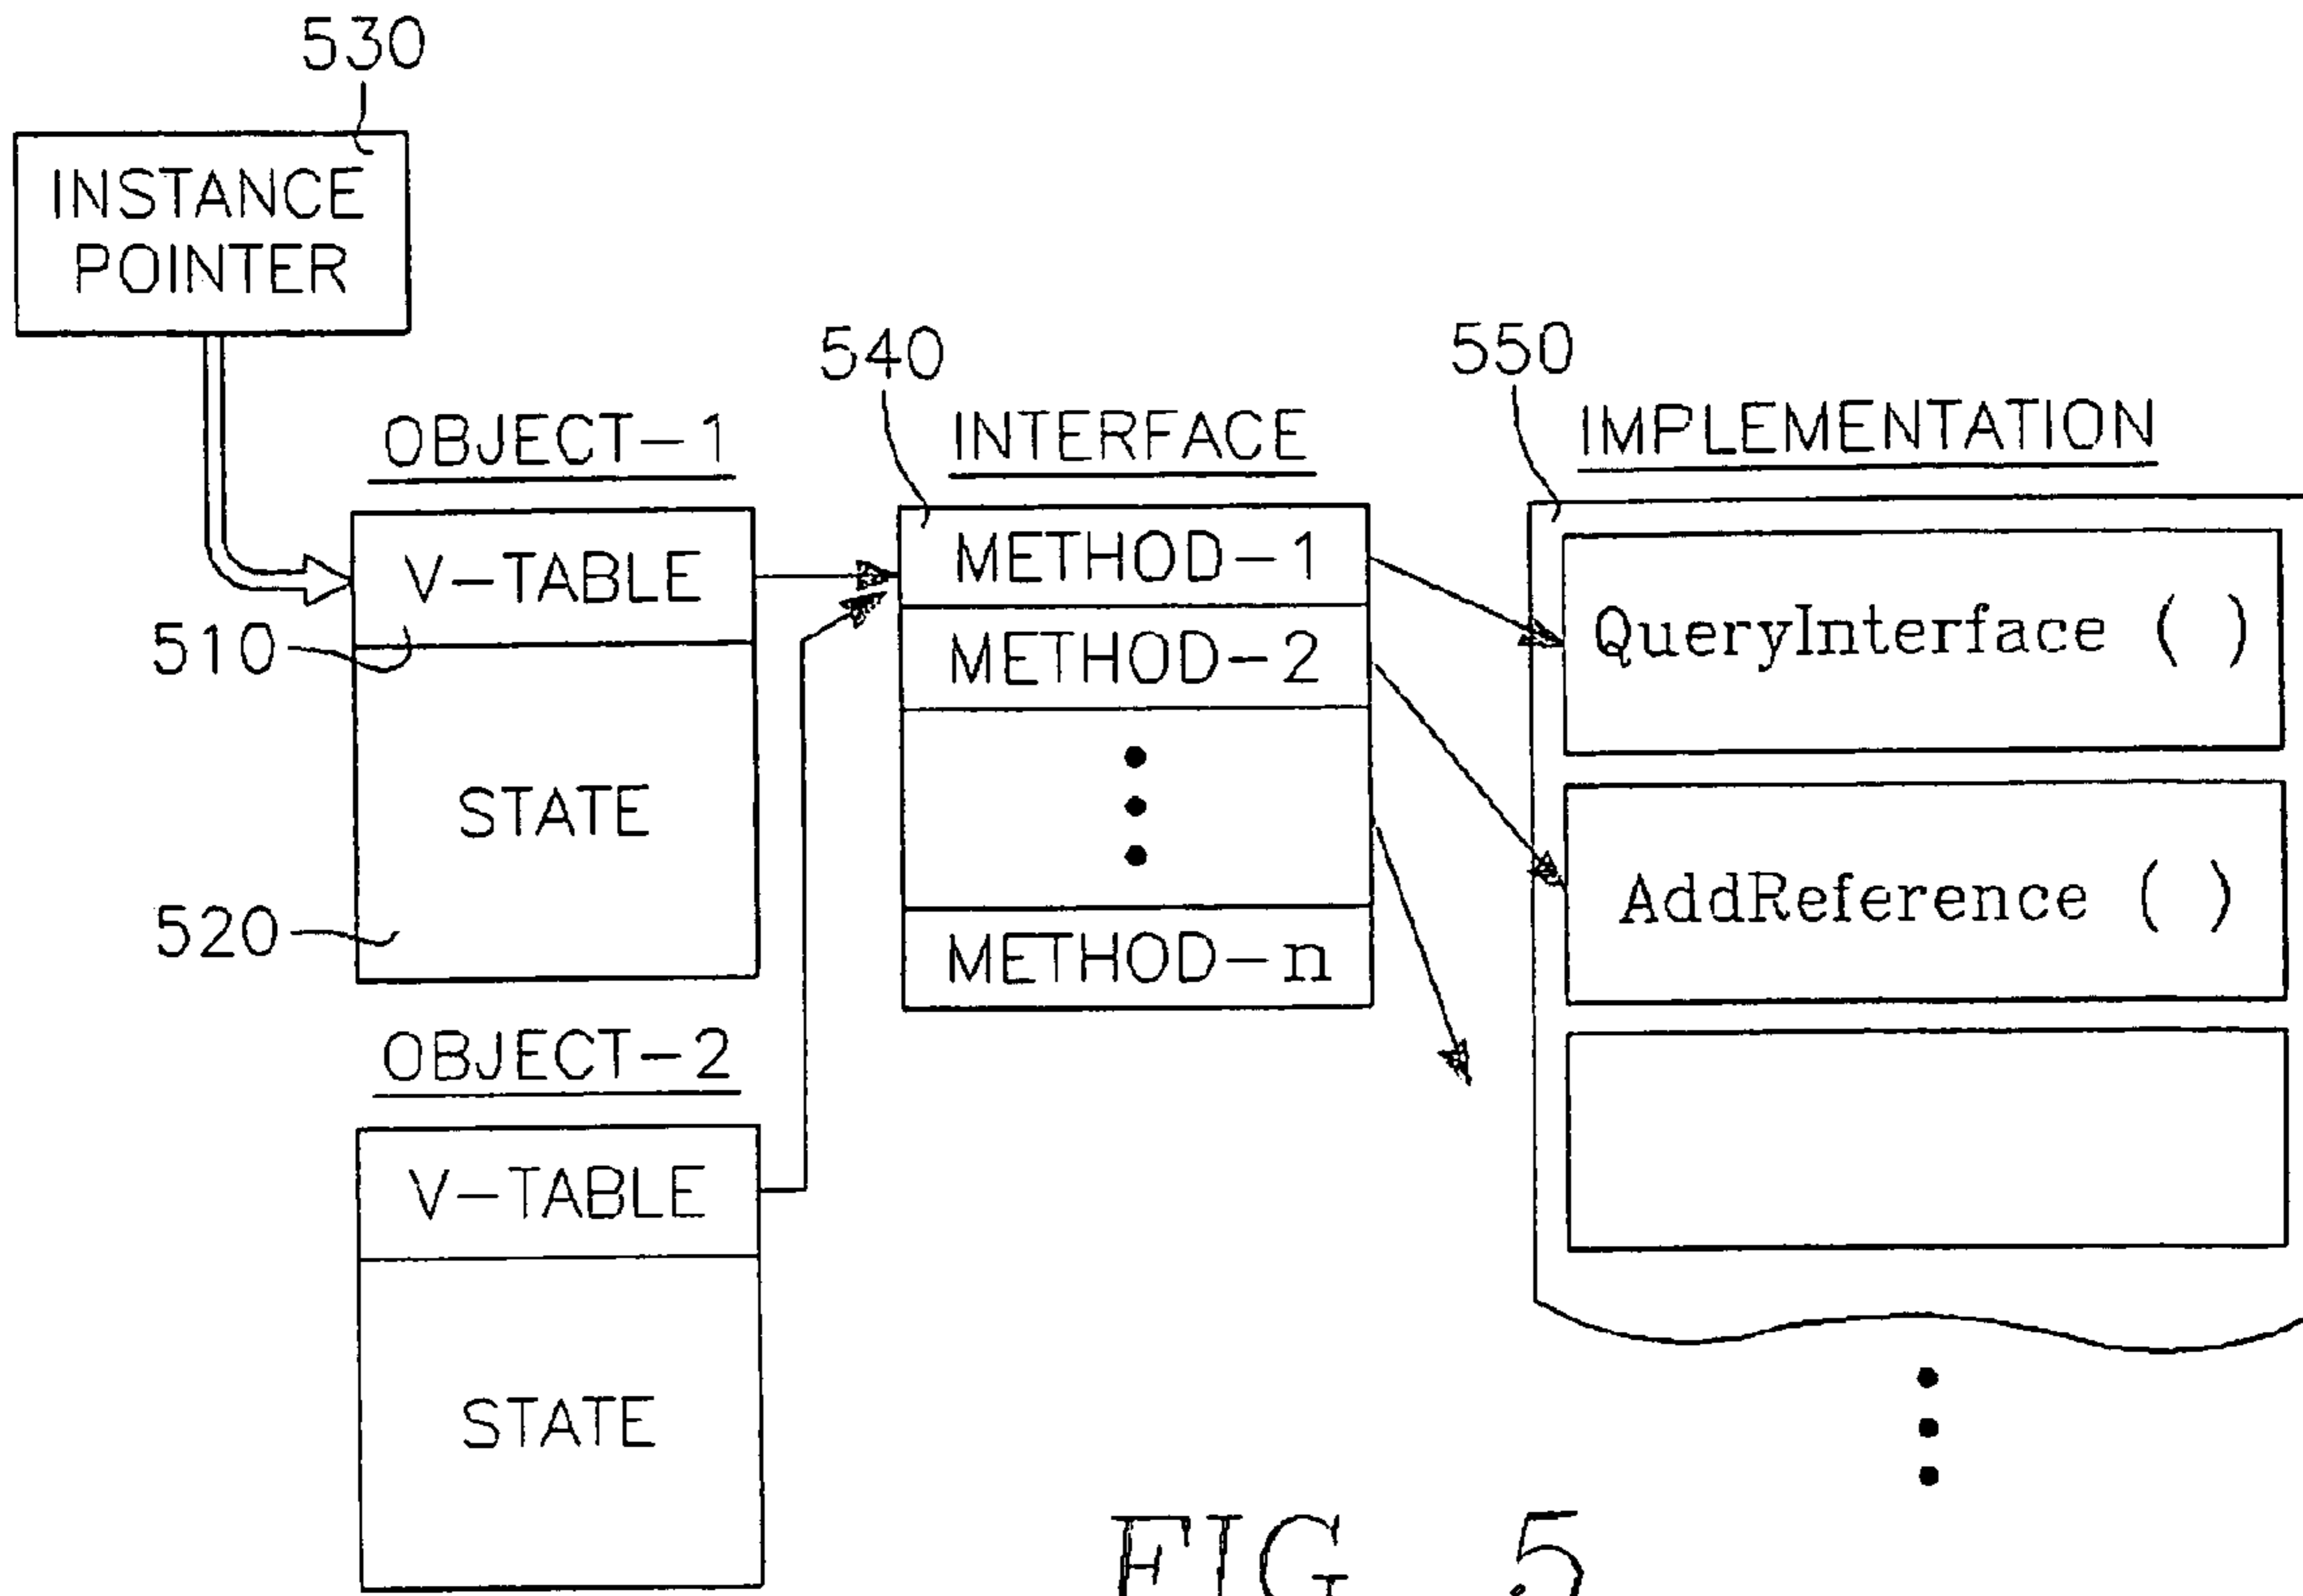 530
INSTANCE
POINTER
540
550
OBJECT-1
INTERFACE
IMPLEMENTATION
V-TABLE
METHOD-1
QueryInterface ( )
510
METHOD-2
STATE
AddReference ( )
520
METHOD-n
OBJECT-2
V-TABLE
STATE
FIG. 5